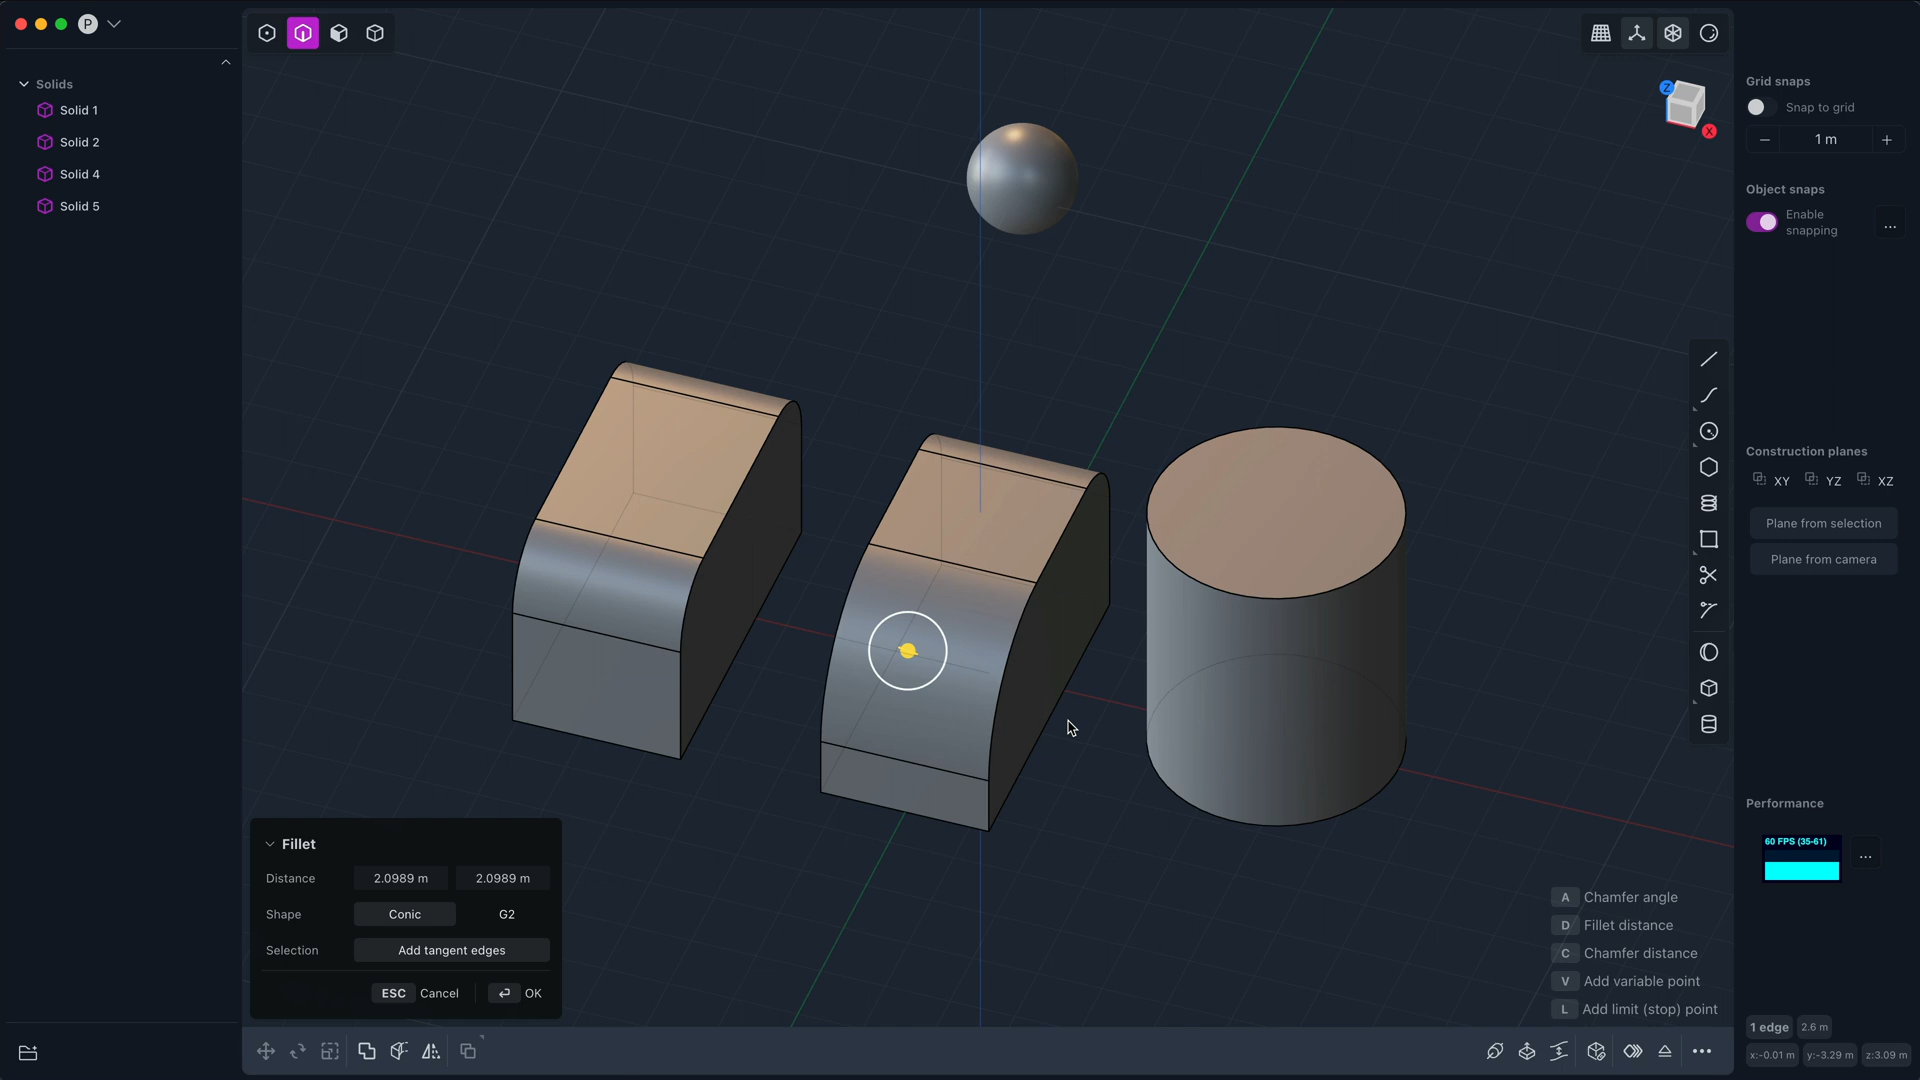 P
Solids
Solid 1
Solid 2
Solid 4
Solid 5
Z
X
Grid snaps
Snap to grid
1 m
Object snaps
Enable
snapping
...
Construction planes
XY YZ XZ
Plane from selection
Plane from camera
Performance
60 FPS (35-61)
...
Fillet
Distance 2.0989 m 2.0989 m
Shape Conic G2
Selection Add tangent edges
ESC Cancel OK
A Chamfer angle
D Fillet distance
C Chamfer distance
V Add variable point
L Add limit (stop) point
1 edge 2.6 m
x:-0.01 m y:-3.29 m z:3.09 m